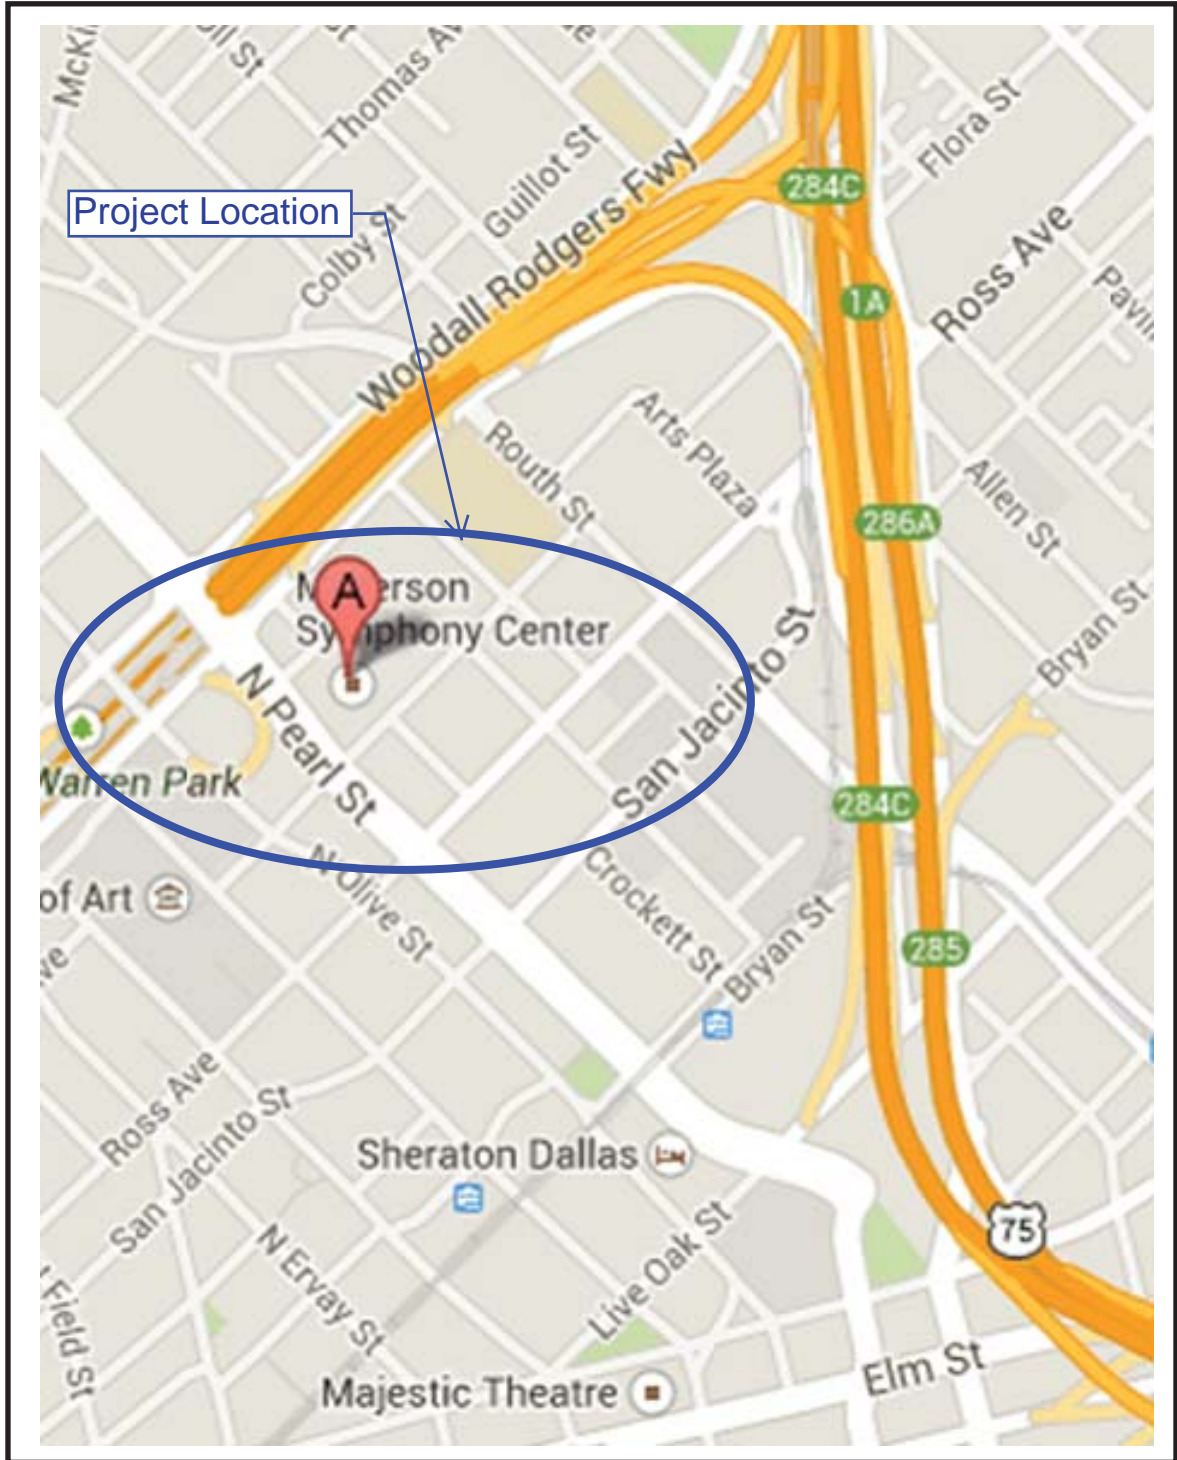 Thomas
Guillot St
Flora St
Woodall Rodgers Fwy
284C
Project Location
Colby St
Ross Ave
1A
Arts Plaza
Routh St
Allen St
286A
A
Symphony Center
Bryan St
San Jacinto St
N Pearl St
Warren Park
284C
N Olive St
Crockett St
of Art
Bryan St
285
Ross Ave
San Jacinto St
Sheraton Dallas
75
N Ervay St
Live Oak St
Field St
Elm St
Majestic Theatre